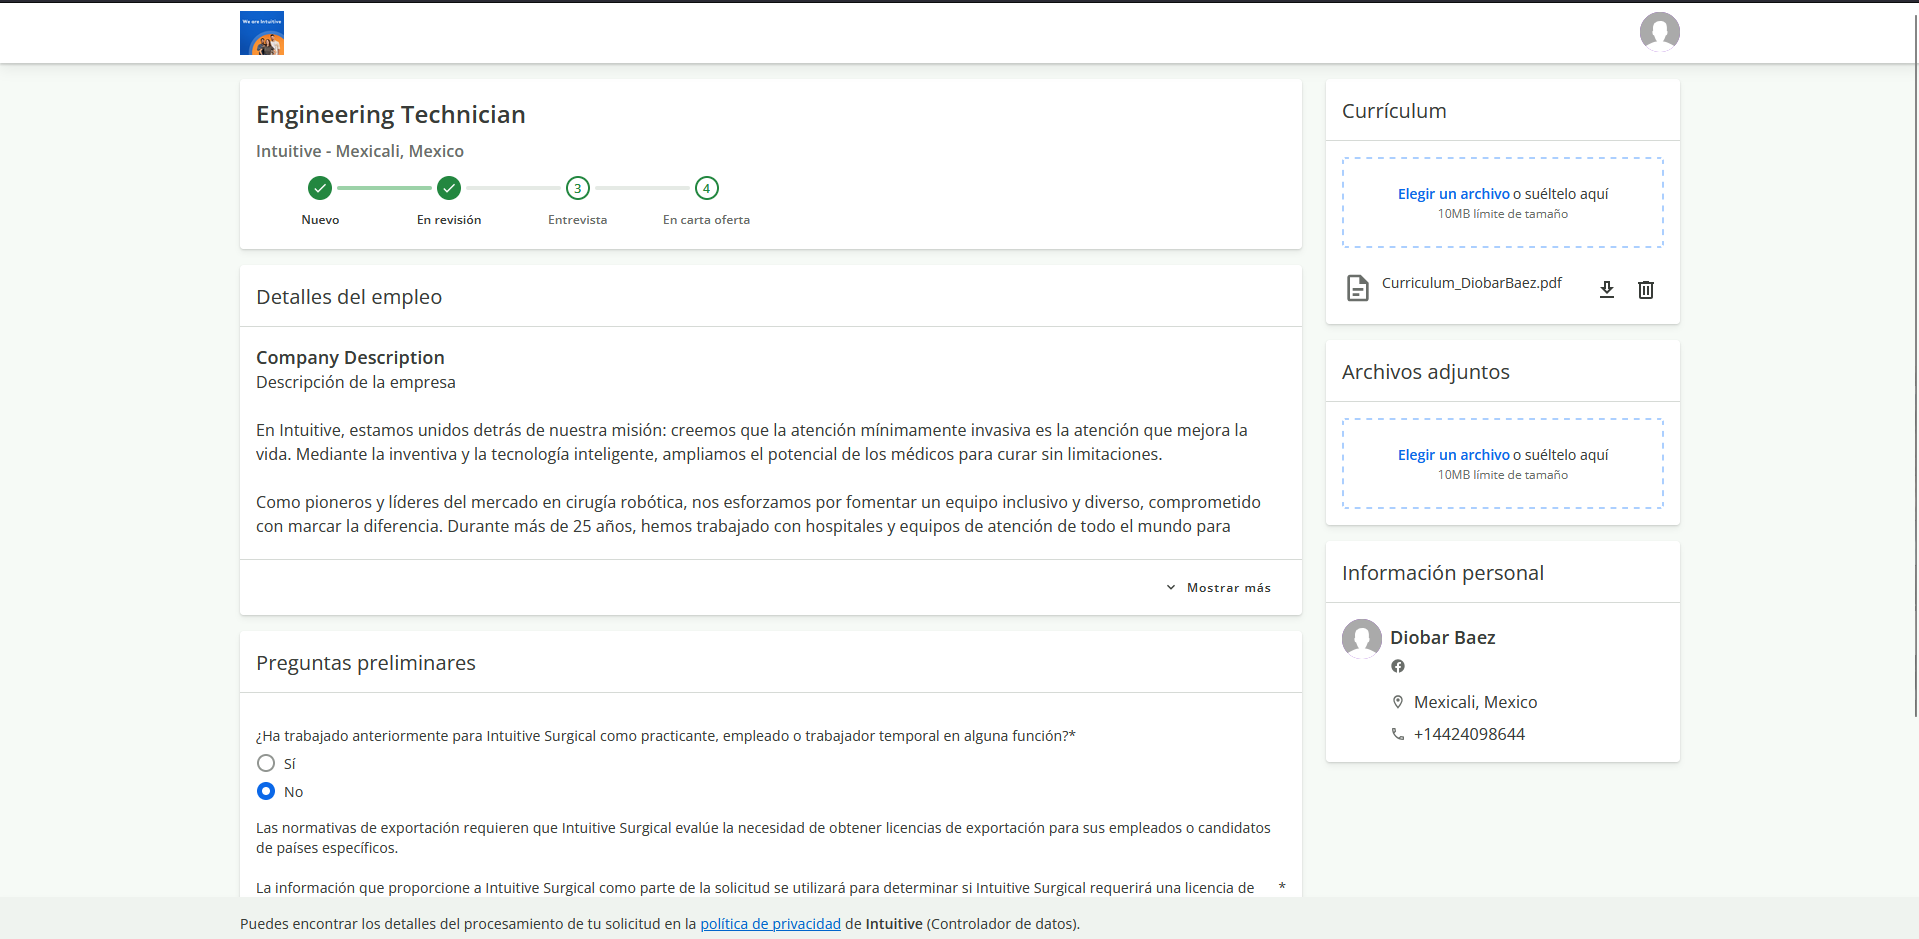 We are Intuitive
Engineering Technician
Intuitive - Mexicali, Mexico
3
4
Nuevo
En revisión
Entrevista
En carta oferta
Detalles del empleo
Company Description
Descripción de la empresa
En Intuitive, estamos unidos detrás de nuestra misión: creemos que la atención mínimamente invasiva es la atención que mejora la
vida. Mediante la inventiva y la tecnología inteligente, ampliamos el potencial de los médicos para curar sin limitaciones.
Como pioneros y líderes del mercado en cirugía robótica, nos esforzamos por fomentar un equipo inclusivo y diverso, comprometido
con marcar la diferencia. Durante más de 25 años, hemos trabajado con hospitales y equipos de atención de todo el mundo para
Mostrar más
Preguntas preliminares
¿Ha trabajado anteriormente para Intuitive Surgical como practicante, empleado o trabajador temporal en alguna función?*
Sí
No
Las normativas de exportación requieren que Intuitive Surgical evalúe la necesidad de obtener licencias de exportación para sus empleados o candidatos
de países específicos.
La información que proporcione a Intuitive Surgical como parte de la solicitud se utilizará para determinar si Intuitive Surgical requerirá una licencia de *
Currículum
Elegir un archivo o suéltelo aquí
10MB límite de tamaño
Curriculum_DiobarBaez.pdf
Archivos adjuntos
Elegir un archivo o suéltelo aquí
10MB límite de tamaño
Información personal
Diobar Baez
Mexicali, Mexico
+14424098644
Puedes encontrar los detalles del procesamiento de tu solicitud en la política de privacidad de Intuitive (Controlador de datos).